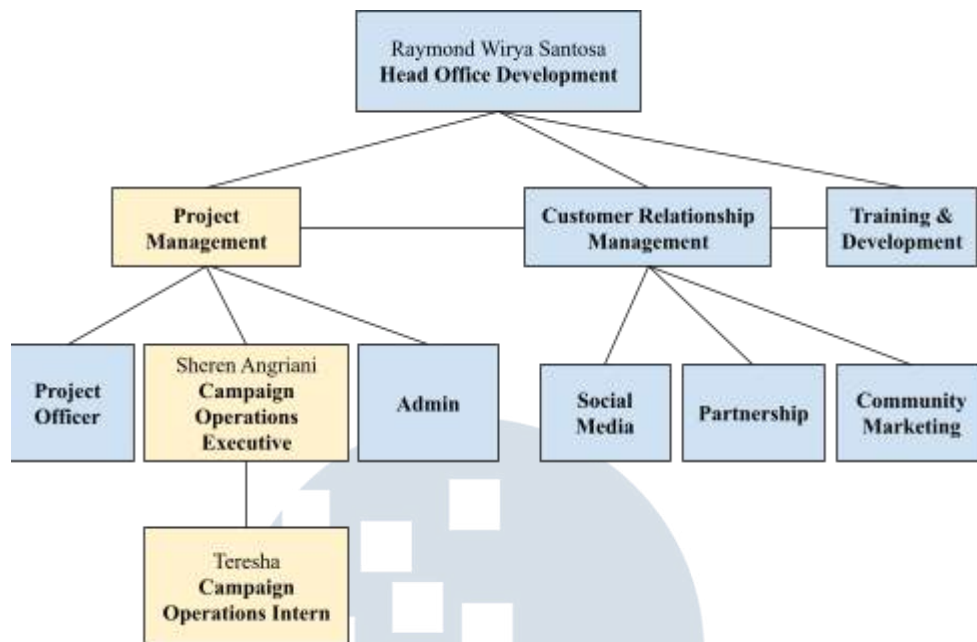 Raymond Wirya Santosa
Head Office Development
Project
Management
Customer Relationship
Management
Training &
Development
Project
Officer
Sheren Angriani
Campaign
Operations
Executive
Admin
Social
Media
Partnership
Community
Marketing
Teresha
Campaign
Operations Intern